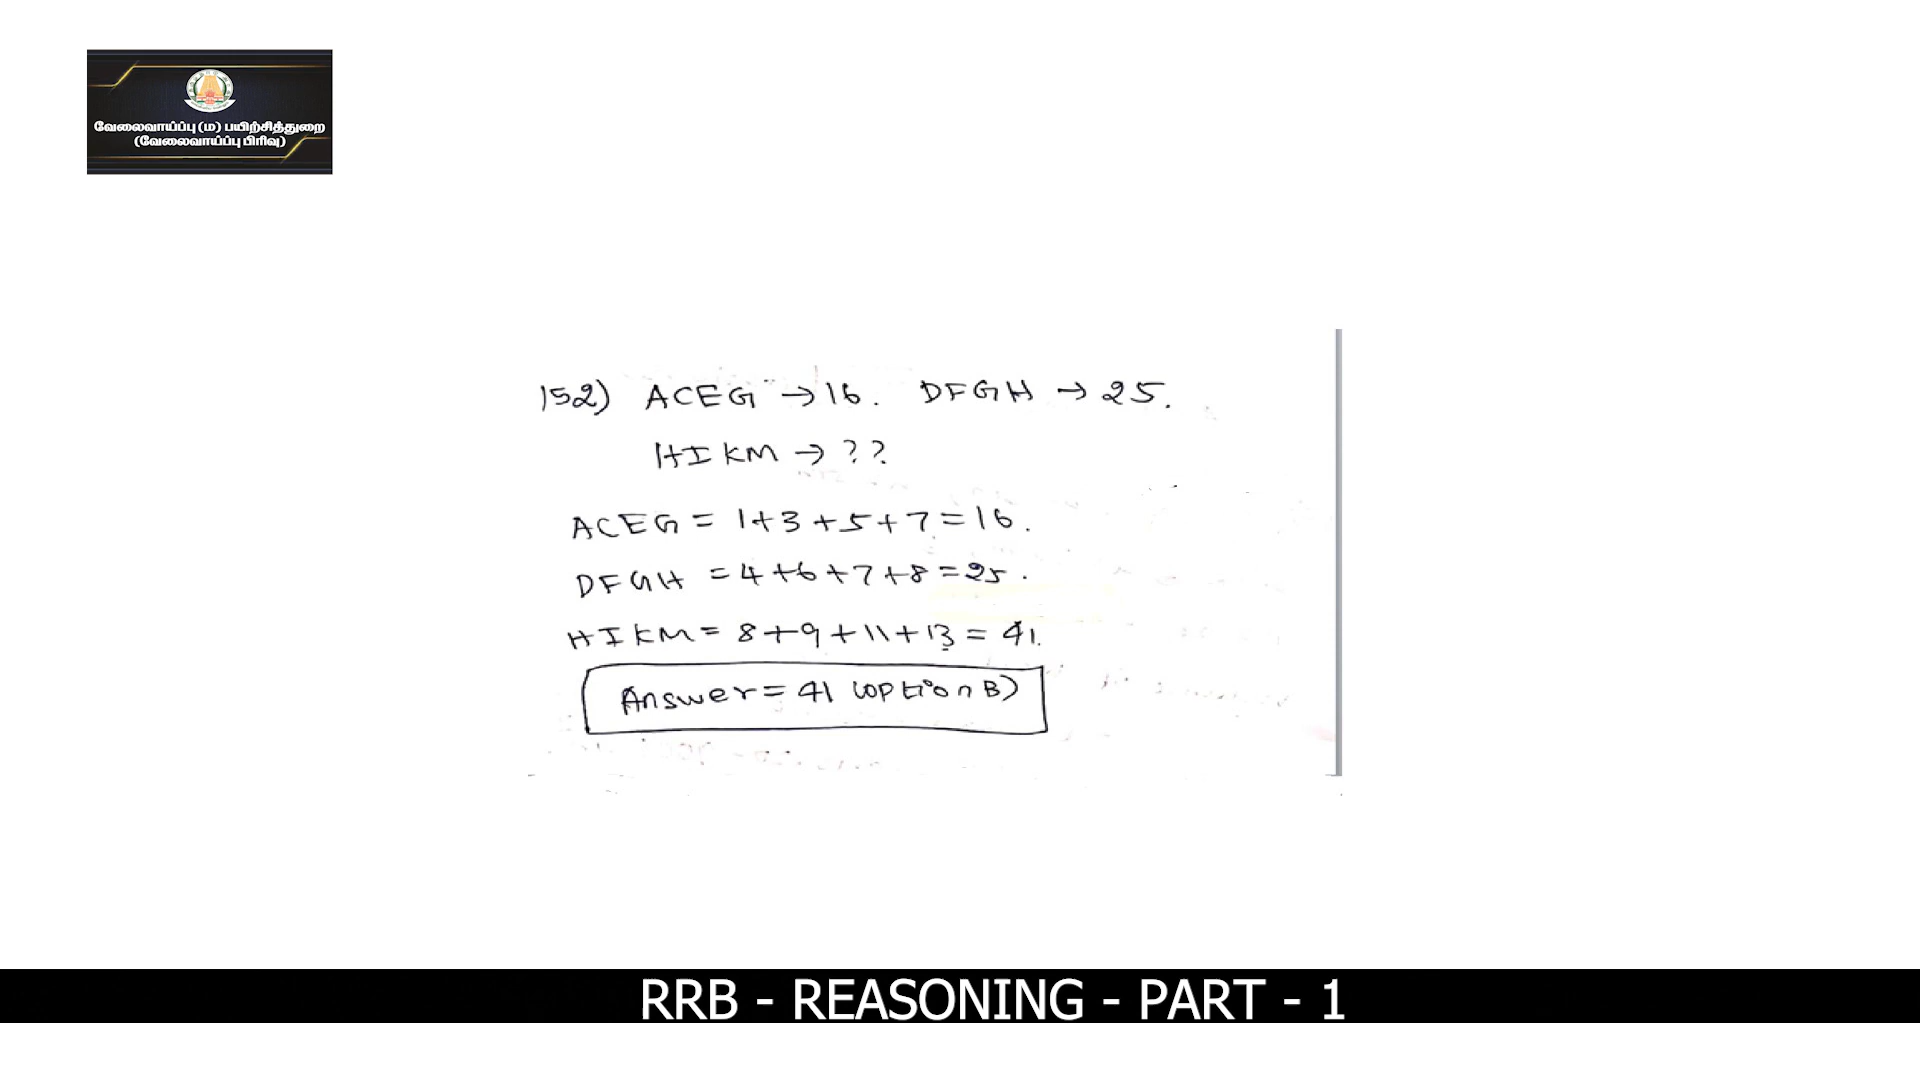 வேலைவாய்ப்பு (ம) பயிற்சித்துறை
(வேலைவாய்ப்பு பிரிவு)
152) ACEG → 16. DFGH → 25.
HIKM → ??
ACEG = 1+3+5+7=16.
DFGH = 4+6+7+8=25.
HIKM = 8+9+11+13 = 41.
Answer = 41 (option B)
RRB - REASONING - PART - 1